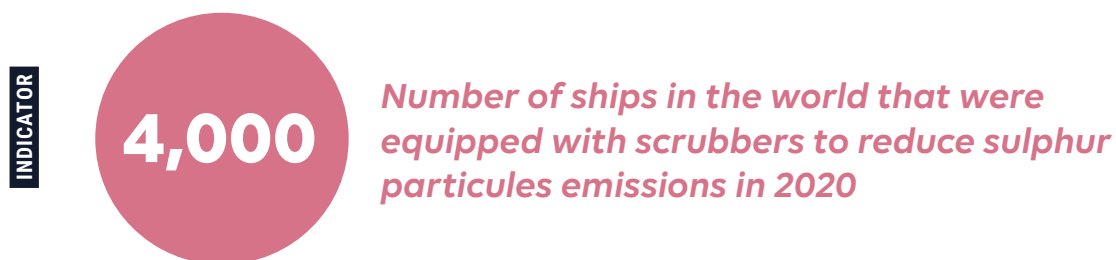 INDICATOR
4,000
Number of ships in the world that were
equipped with scrubbers to reduce sulphur
particules emissions in 2020